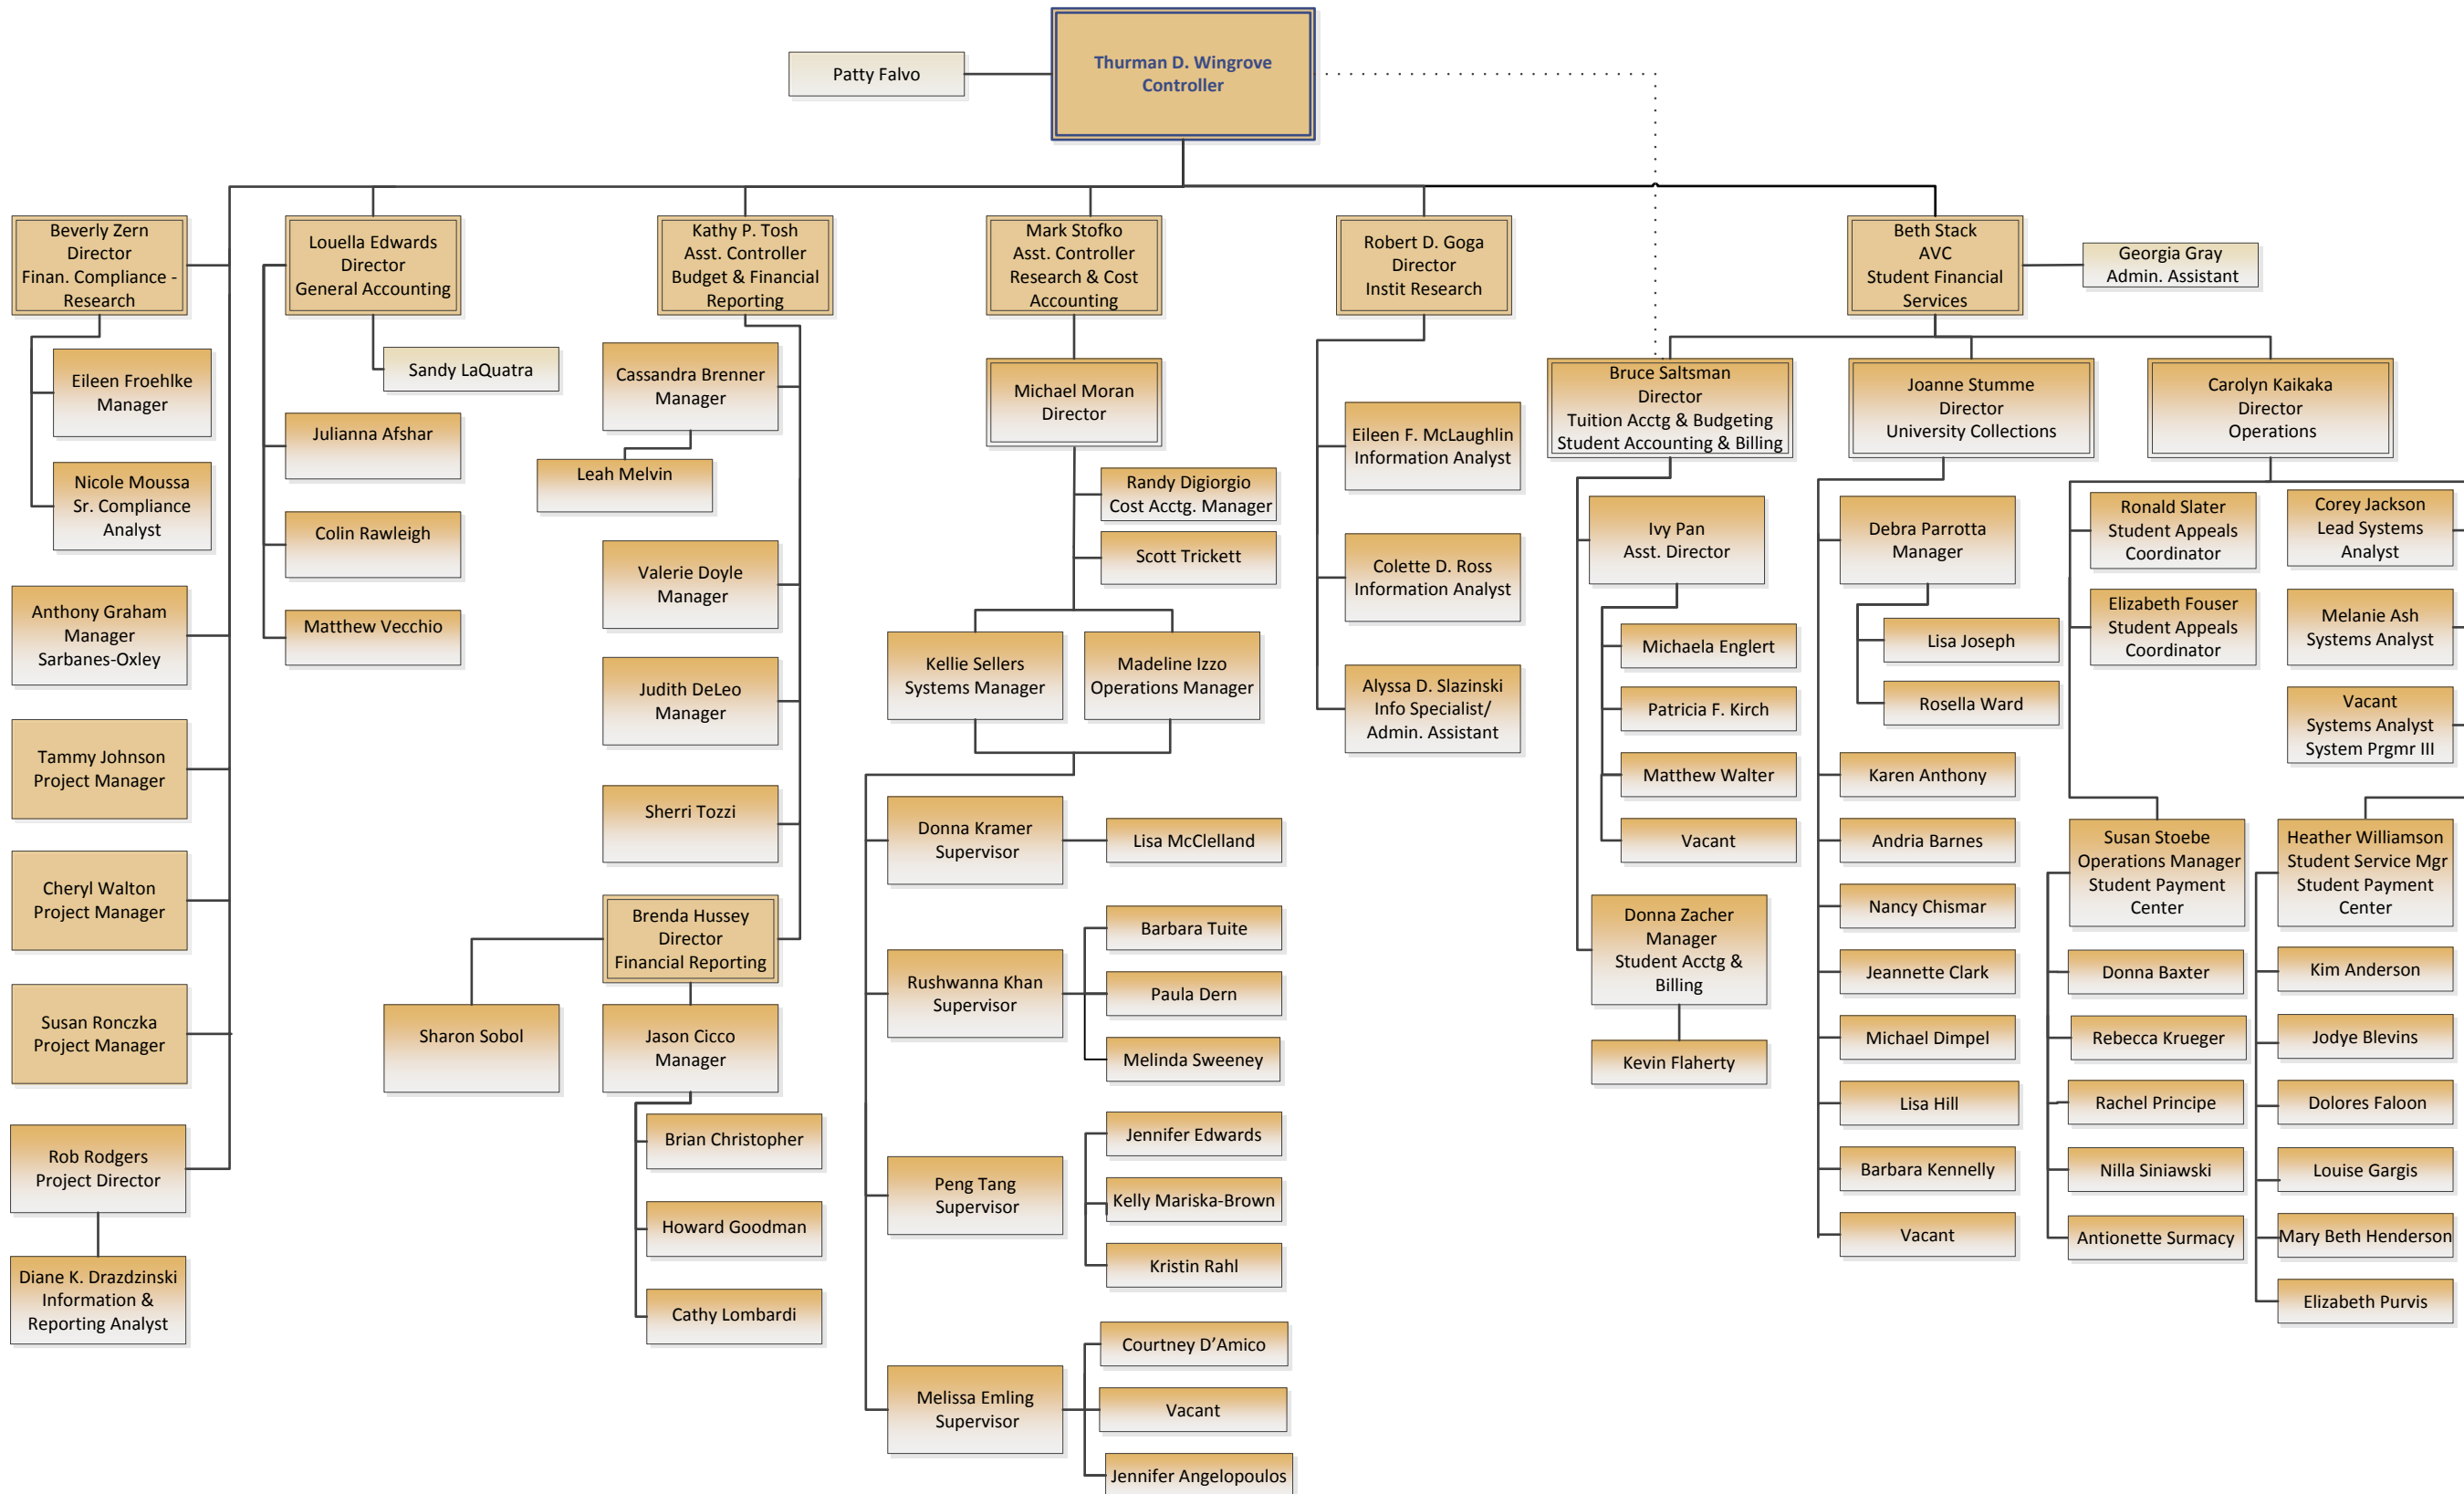 Patty Falvo
Thurman D. Wingrove
Controller
Beverly Zern
Director
Finan. Compliance -
Research
Eileen Froehlke
Manager
Nicole Moussa
Sr. Compliance
Analyst
Anthony Graham
Manager
Sarbanes-Oxley
Tammy Johnson
Project Manager
Cheryl Walton
Project Manager
Susan Ronczka
Project Manager
Rob Rodgers
Project Director
Diane K. Drazdzinski
Information &
Reporting Analyst
Louella Edwards
Director
General Accounting
Sandy LaQuatra
Julianna Afshar
Colin Rawleigh
Matthew Vecchio
Kathy P. Tosh
Asst. Controller
Budget & Financial
Reporting
Cassandra Brenner
Manager
Leah Melvin
Valerie Doyle
Manager
Judith DeLeo
Manager
Sherri Tozzi
Brenda Hussey
Director
Financial Reporting
Sharon Sobol
Jason Cicco
Manager
Brian Christopher
Howard Goodman
Cathy Lombardi
Mark Stofko
Asst. Controller
Research & Cost
Accounting
Michael Moran
Director
Randy Digiorgio
Cost Acctg. Manager
Scott Trickett
Kellie Sellers
Systems Manager
Madeline Izzo
Operations Manager
Donna Kramer
Supervisor
Lisa McClelland
Rushwanna Khan
Supervisor
Barbara Tuite
Paula Dern
Melinda Sweeney
Peng Tang
Supervisor
Jennifer Edwards
Kelly Mariska-Brown
Kristin Rahl
Melissa Emling
Supervisor
Courtney D’Amico
Vacant
Jennifer Angelopoulos
Robert D. Goga
Director
Instit Research
Eileen F. McLaughlin
Information Analyst
Colette D. Ross
Information Analyst
Alyssa D. Slazinski
Info Specialist/
Admin. Assistant
Beth Stack
AVC
Student Financial
Services
Georgia Gray
Admin. Assistant
Bruce Saltsman
Director
Tuition Acctg & Budgeting
Student Accounting & Billing
Ivy Pan
Asst. Director
Michaela Englert
Patricia F. Kirch
Matthew Walter
Vacant
Donna Zacher
Manager
Student Acctg &
Billing
Kevin Flaherty
Joanne Stumme
Director
University Collections
Debra Parrotta
Manager
Lisa Joseph
Rosella Ward
Karen Anthony
Andria Barnes
Nancy Chismar
Jeannette Clark
Michael Dimpel
Lisa Hill
Barbara Kennelly
Vacant
Carolyn Kaikaka
Director
Operations
Ronald Slater
Student Appeals
Coordinator
Elizabeth Fouser
Student Appeals
Coordinator
Corey Jackson
Lead Systems
Analyst
Melanie Ash
Systems Analyst
Vacant
Systems Analyst
System Prgmr III
Susan Stoebe
Operations Manager
Student Payment
Center
Donna Baxter
Rebecca Krueger
Rachel Principe
Nilla Siniawski
Antionette Surmacy
Heather Williamson
Student Service Mgr
Student Payment
Center
Kim Anderson
Jodye Blevins
Dolores Faloon
Louise Gargis
Mary Beth Henderson
Elizabeth Purvis